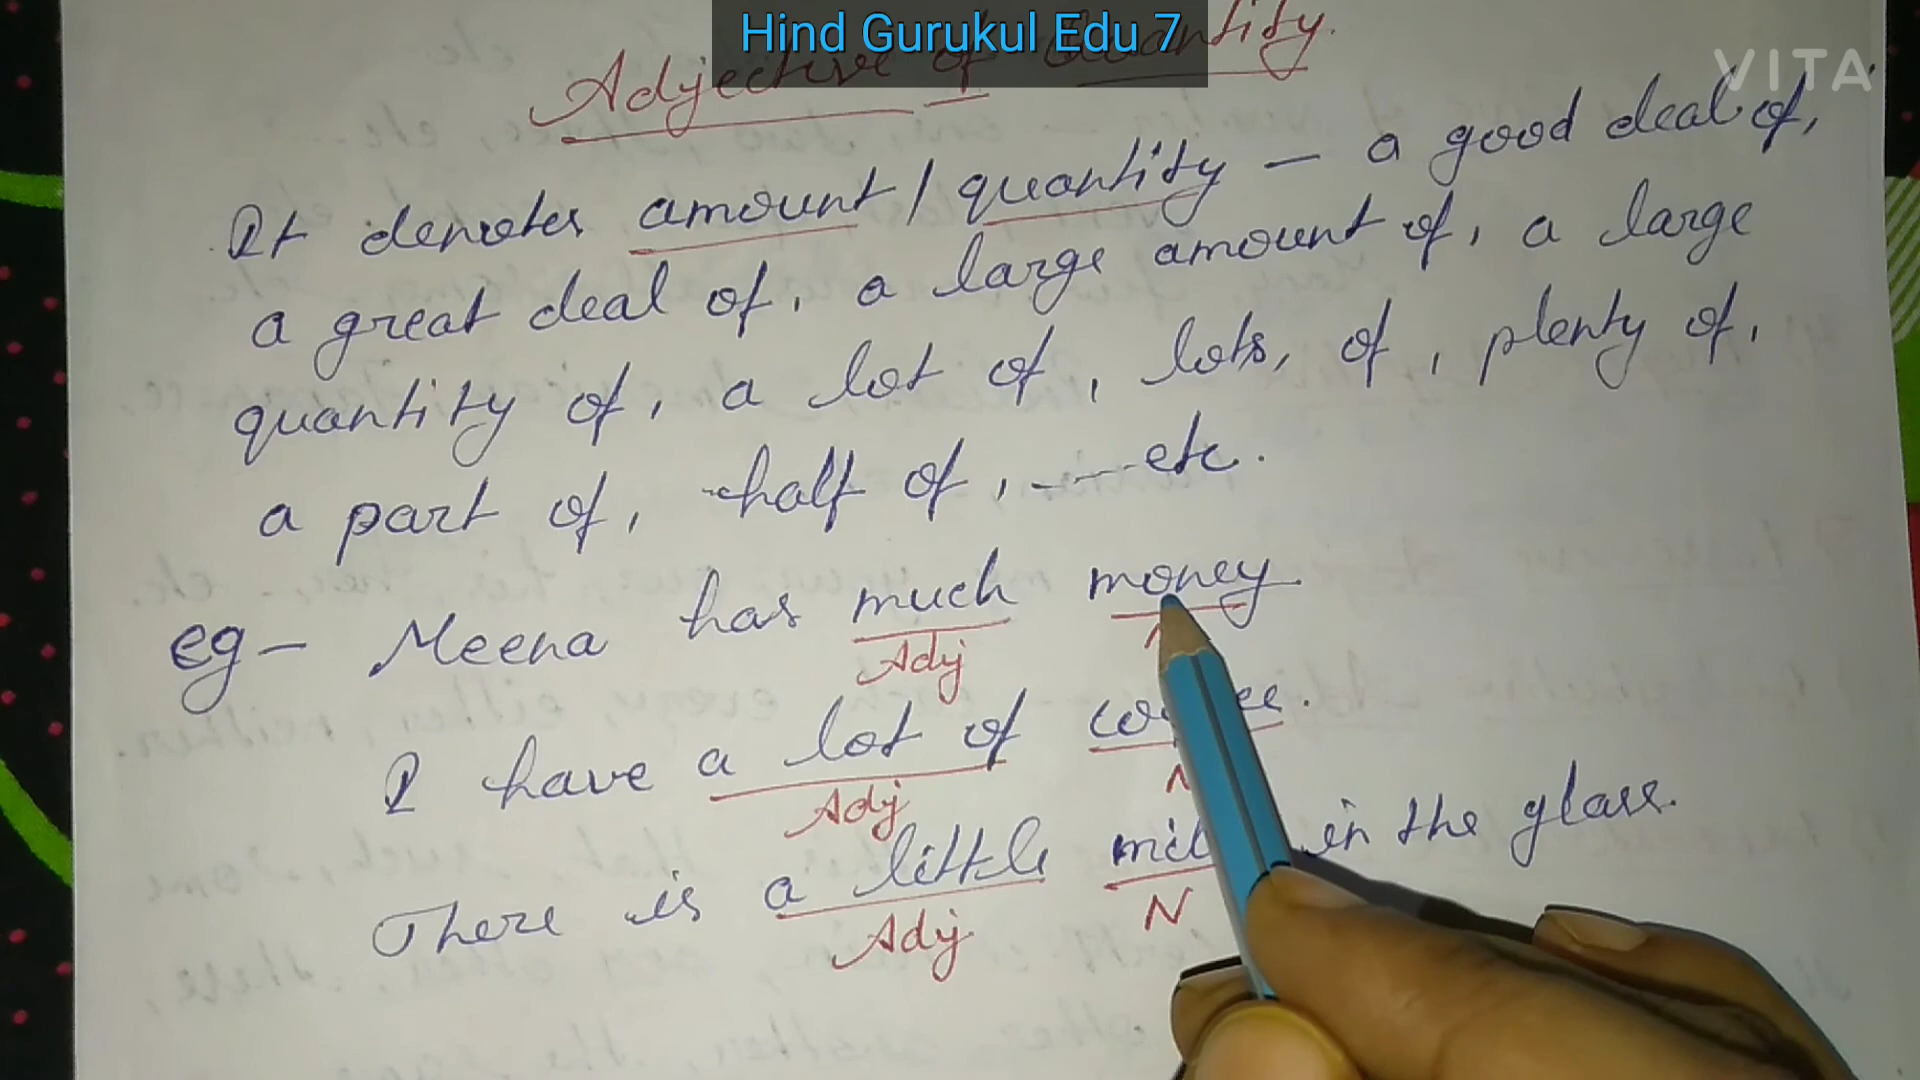 Hind Gurukul Edu 7
VITA
Adjective of Quantity.
It denotes amount / quantity - a good deal of,
a great deal of, a large amount of, a large
quantity of, a lot of, lots, of, plenty of,
a part of, half of, --- etc.
eg - Meena has much money.
Adj
I have a lot of
Adj N
There is a little in the glass.
Adj N